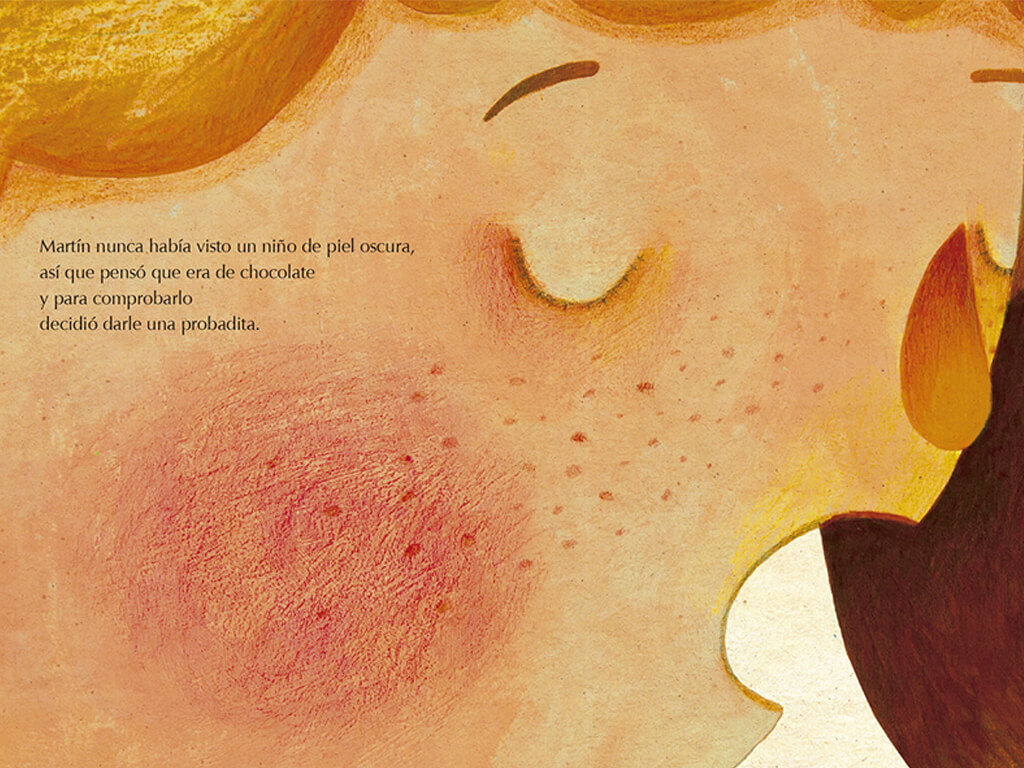 Martín nunca había visto un niño de piel oscura,
así que pensó que era de chocolate
y para comprobarlo
decidió darle una probadita.